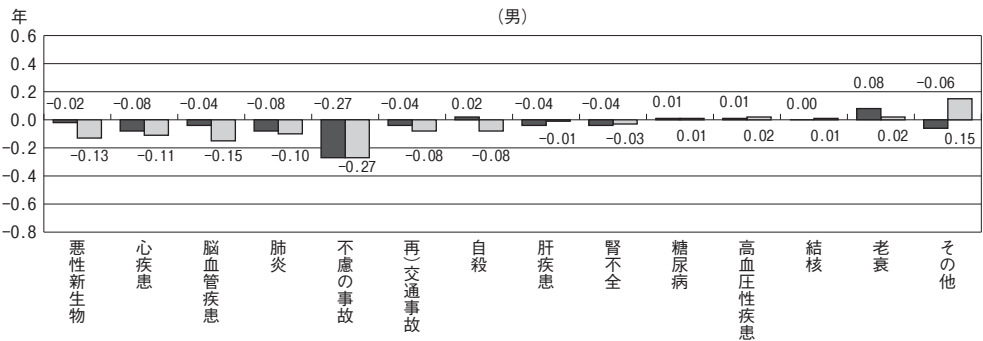 年
(男)
0.6
0.4
0.2
0.0
−0.2
−0.4
−0.6
−0.8
−0.02 −0.08 −0.04 −0.08 −0.27 −0.04 0.02 −0.04 −0.04 0.01 0.01 0.00 0.08 −0.06
−0.13 −0.11 −0.15 −0.10 −0.27 −0.08 −0.08 −0.01 −0.03 0.01 0.02 0.01 0.02 0.15
悪性新生物
心疾患
脳血管疾患
肺炎
不慮の事故
再)交通事故
自殺
肝疾患
腎不全
糖尿病
高血圧性疾患
結核
老衰
その他